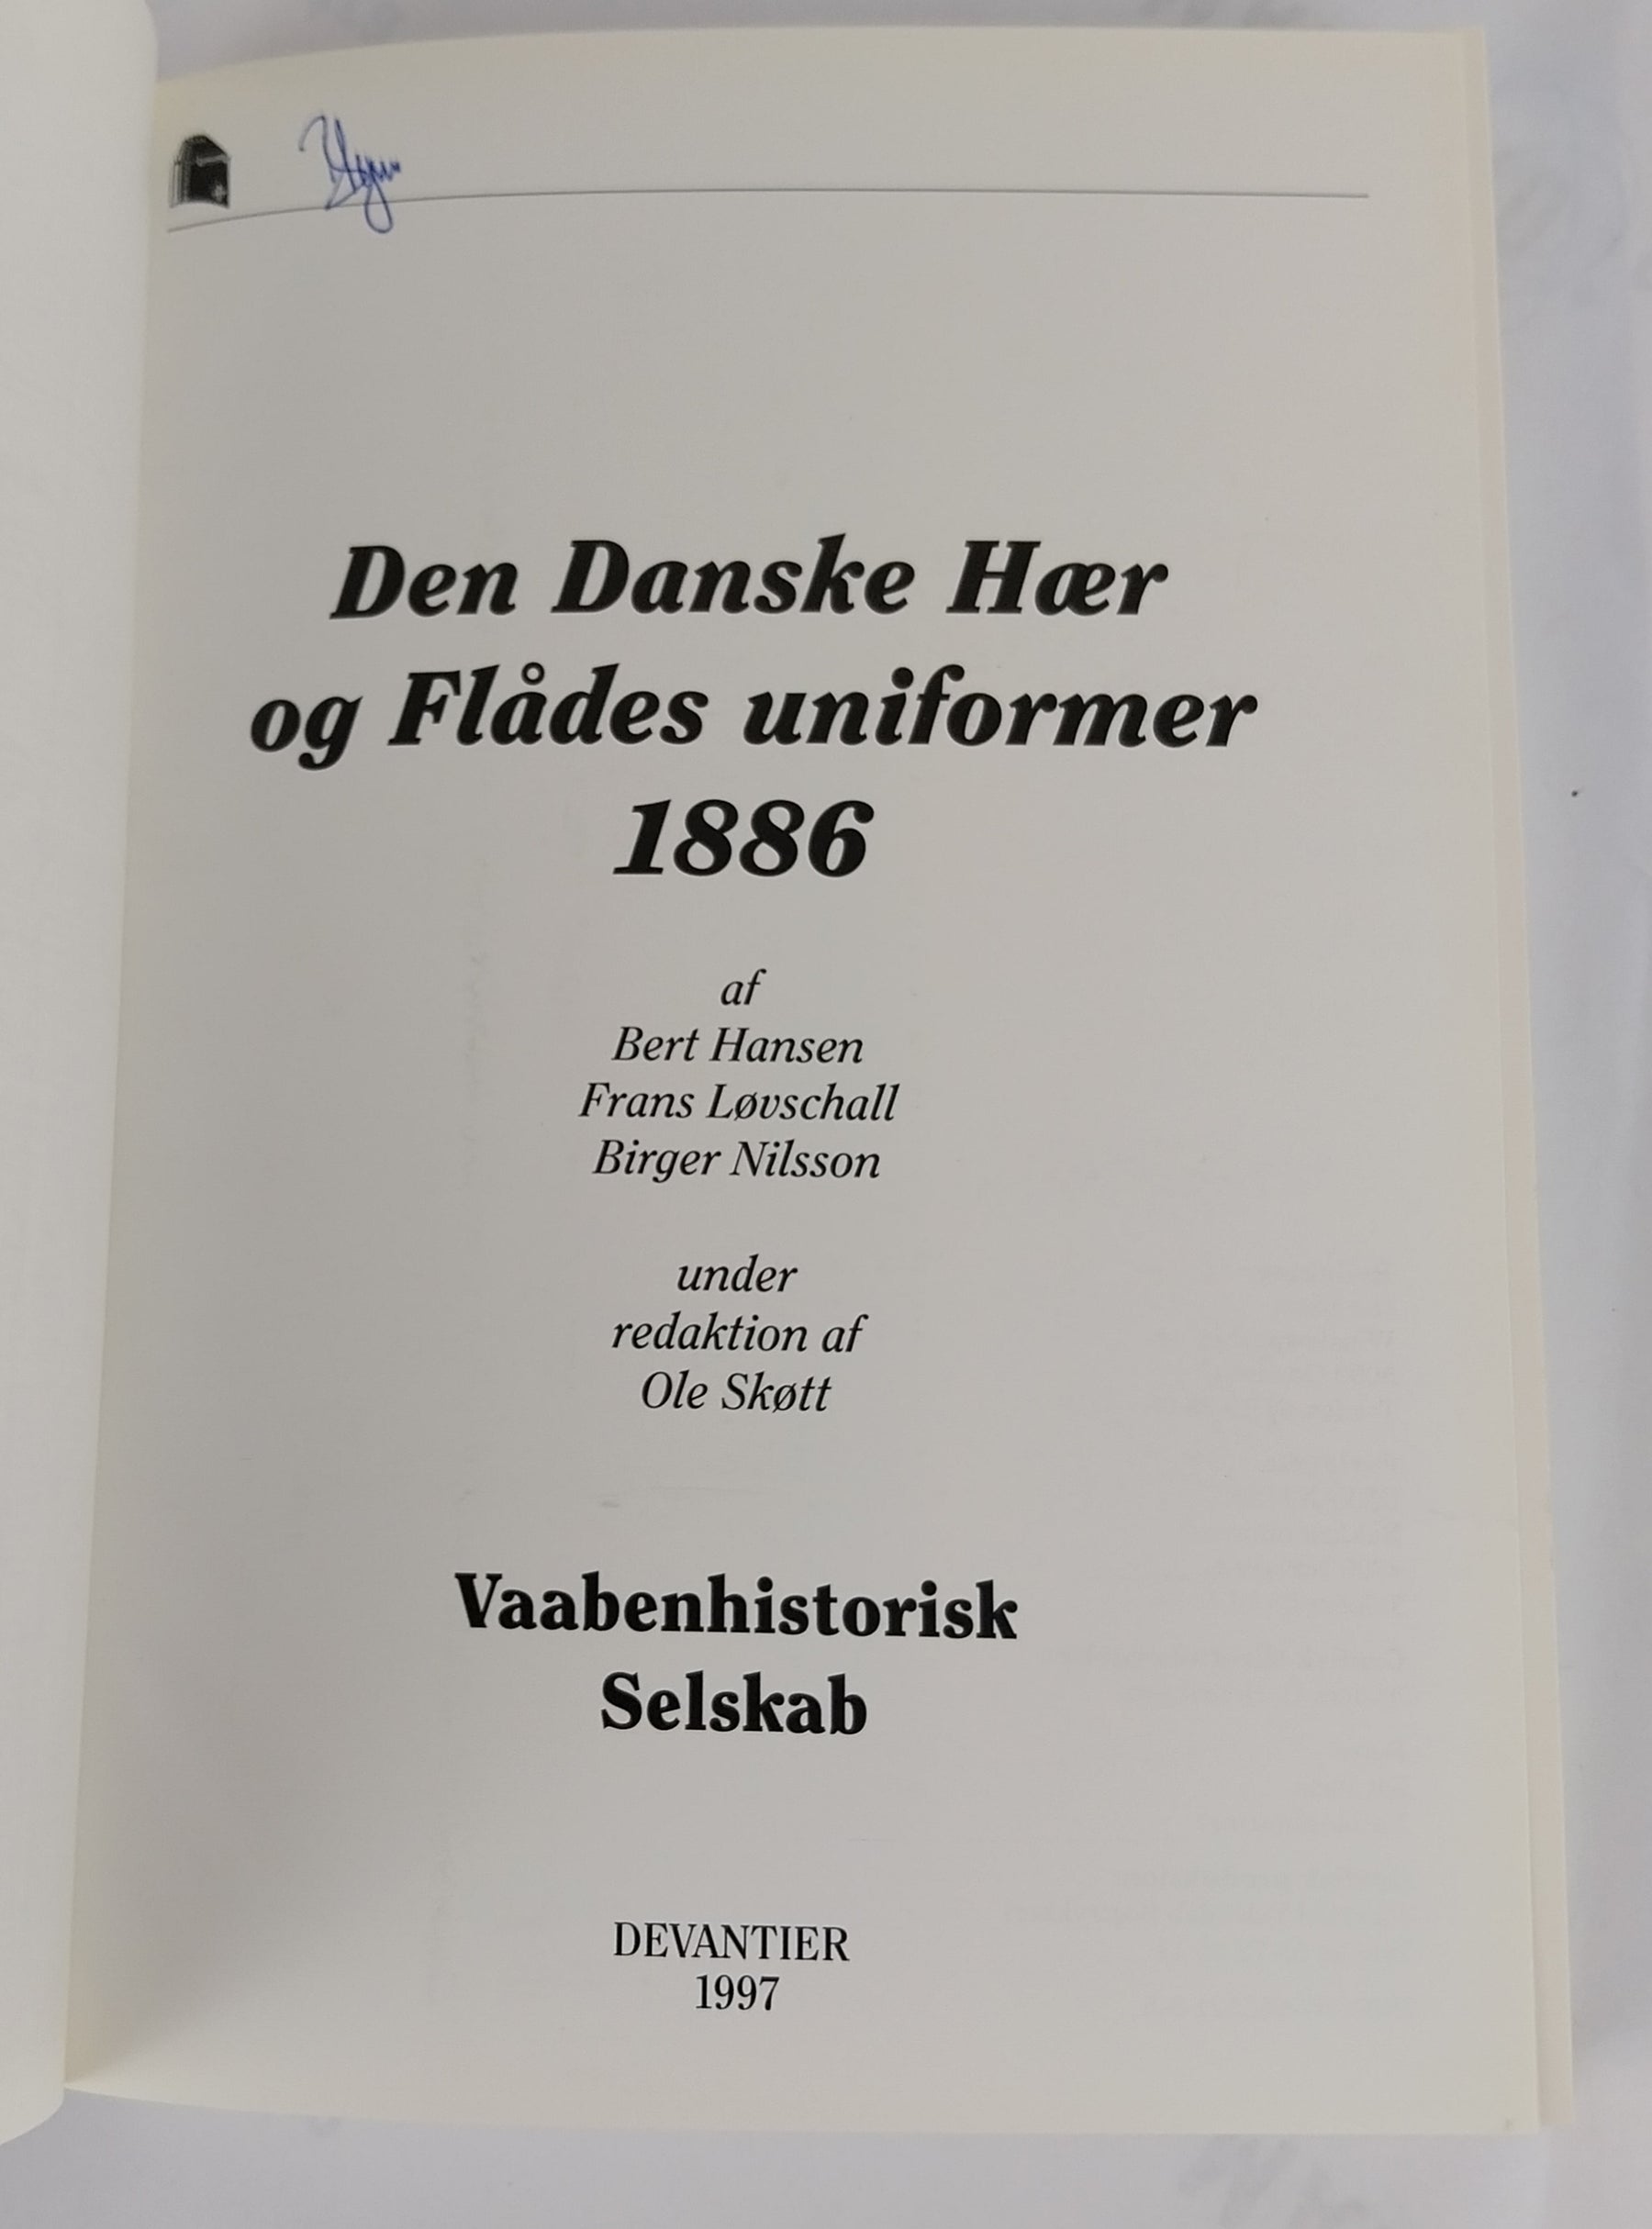 Den Danske Hær
og Flådes uniformer
1886
af
Bert Hansen
Frans Løvschall
Birger Nilsson
under
redaktion af
Ole Skøtt
Vaabenhistorisk
Selskab
DEVANTIER
1997